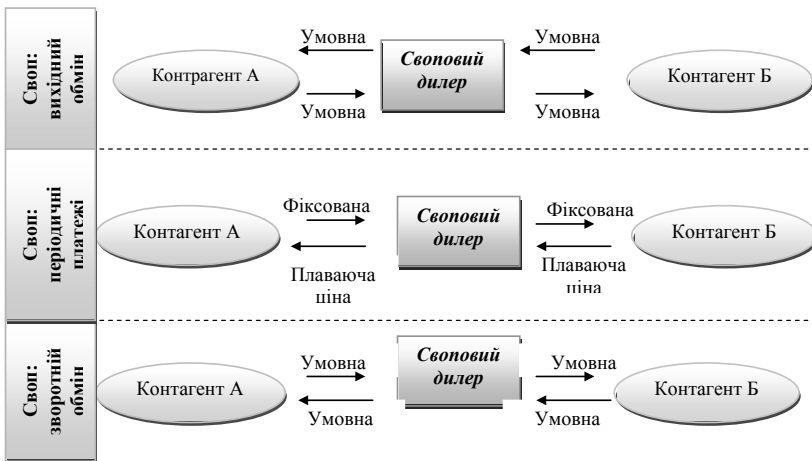 Своп:
вихідний
обмін
Умовна
Умовна
Контрагент А
Своповий
дилер
Контагент Б
Умовна
Умовна
Своп:
періодичні
платежі
Фіксована
Фіксована
Контагент А
Своповий
дилер
Контагент Б
Плаваюча
ціна
Плаваюча
ціна
Своп:
зворотній
обмін
Умовна
Умовна
Контагент А
Своповий
дилер
Контагент Б
Умовна
Умовна